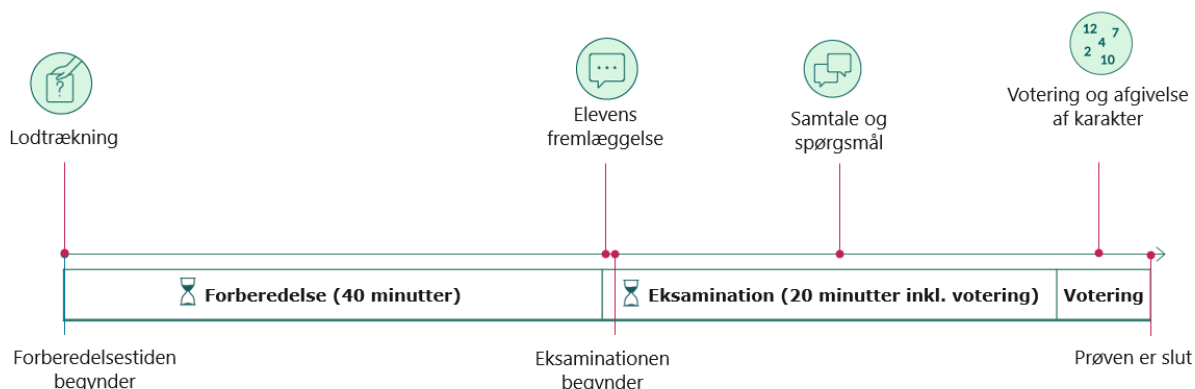 12
7
4
2
10
?
Lodtrækning
Elevens
fremlæggelse
Samtale og
spørgsmål
Votering og afgivelse
af karakter
Forberedelse (40 minutter)
Eksamination (20 minutter inkl. votering)
Votering
Forberedelsestiden
begynder
Eksaminationen
begynder
Prøven er slut